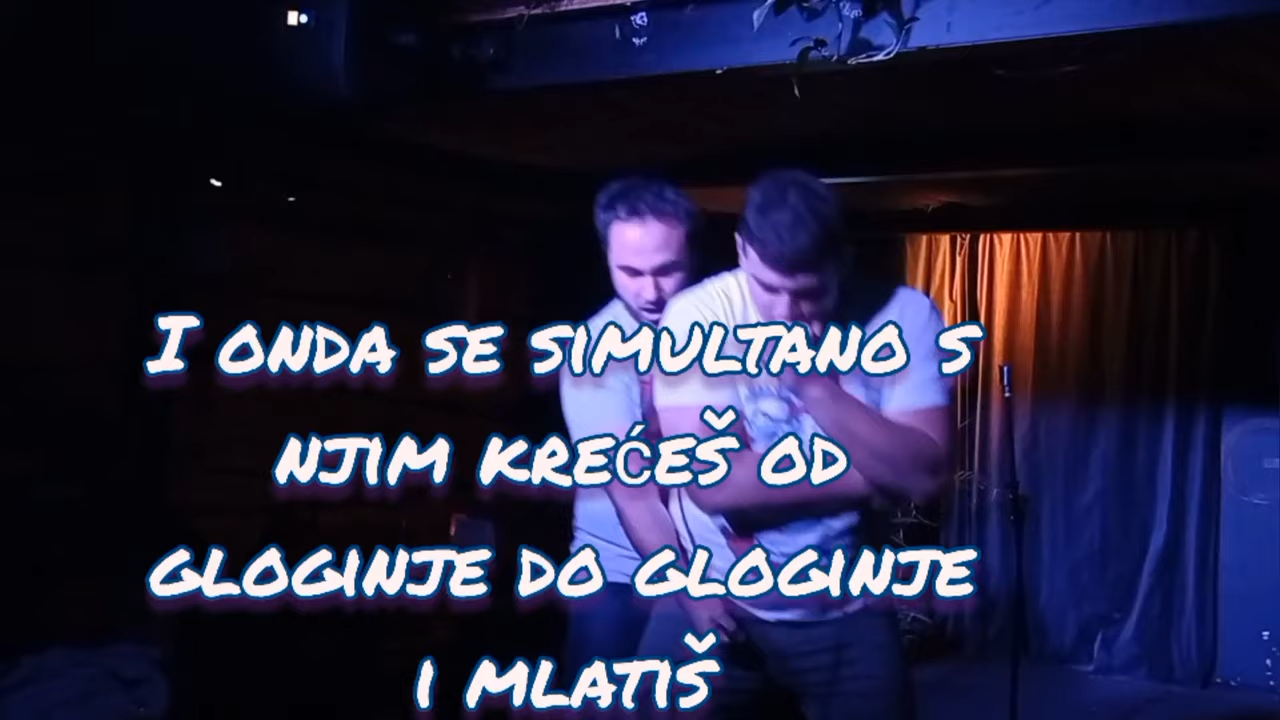 I ONDA SE SIMULTANO S
NJIM KREĆEŠ OD
GLOGINJE DO GLOGINJE
I MLATIŠ